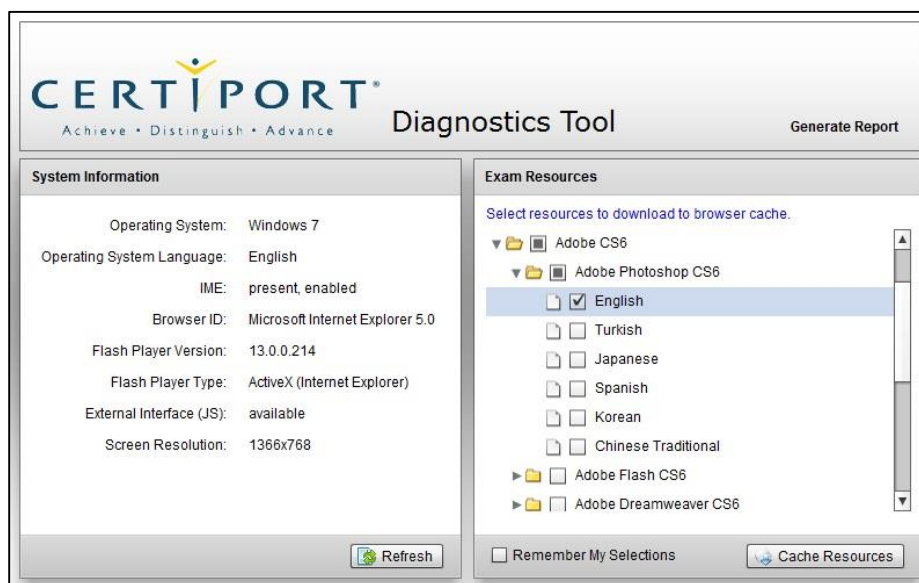 CERTIPORT®
Achieve • Distinguish • Advance
Diagnostics Tool
Generate Report
System Information
Operating System: Windows 7
Operating System Language: English
IME: present, enabled
Browser ID: Microsoft Internet Explorer 5.0
Flash Player Version: 13.0.0.214
Flash Player Type: ActiveX (Internet Explorer)
External Interface (JS): available
Screen Resolution: 1366x768
Refresh
Exam Resources
Select resources to download to browser cache.
Adobe CS6
Adobe Photoshop CS6
English
Turkish
Japanese
Spanish
Korean
Chinese Traditional
Adobe Flash CS6
Adobe Dreamweaver CS6
Remember My Selections
Cache Resources